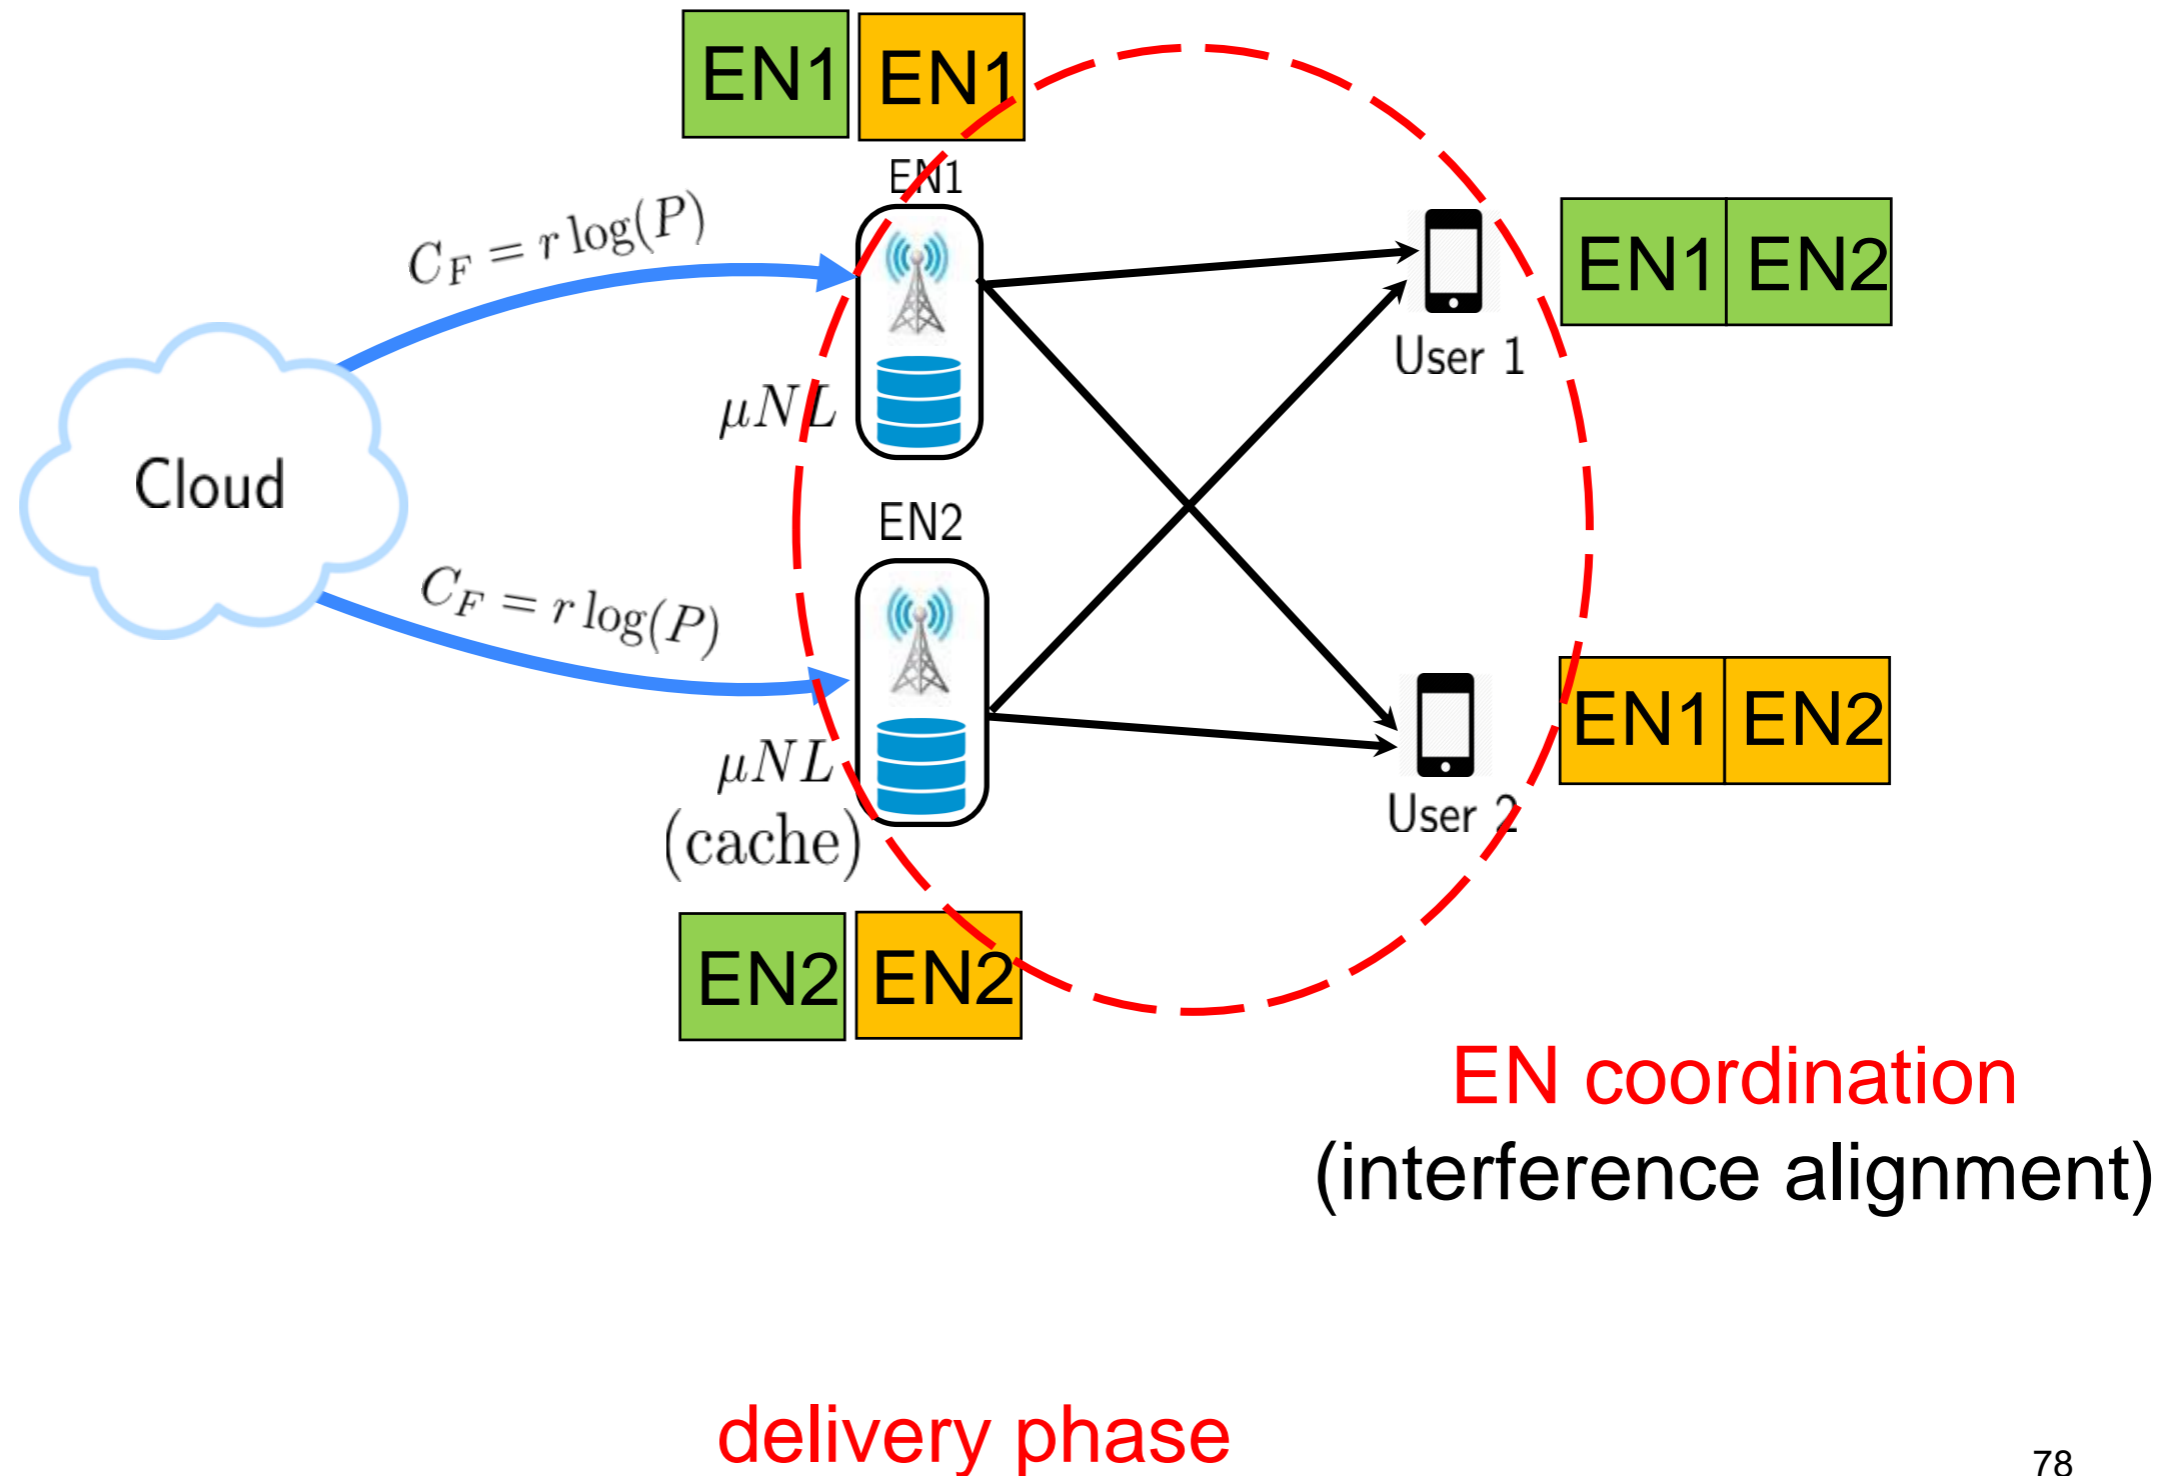 EN1 EN1
EN1
C_F = r log(P)
EN1 EN2
User 1
μNL
Cloud
EN2
C_F = r log(P)
EN1 EN2
μNL
(cache)
User 2
EN2 EN2
EN coordination
(interference alignment)
delivery phase
78